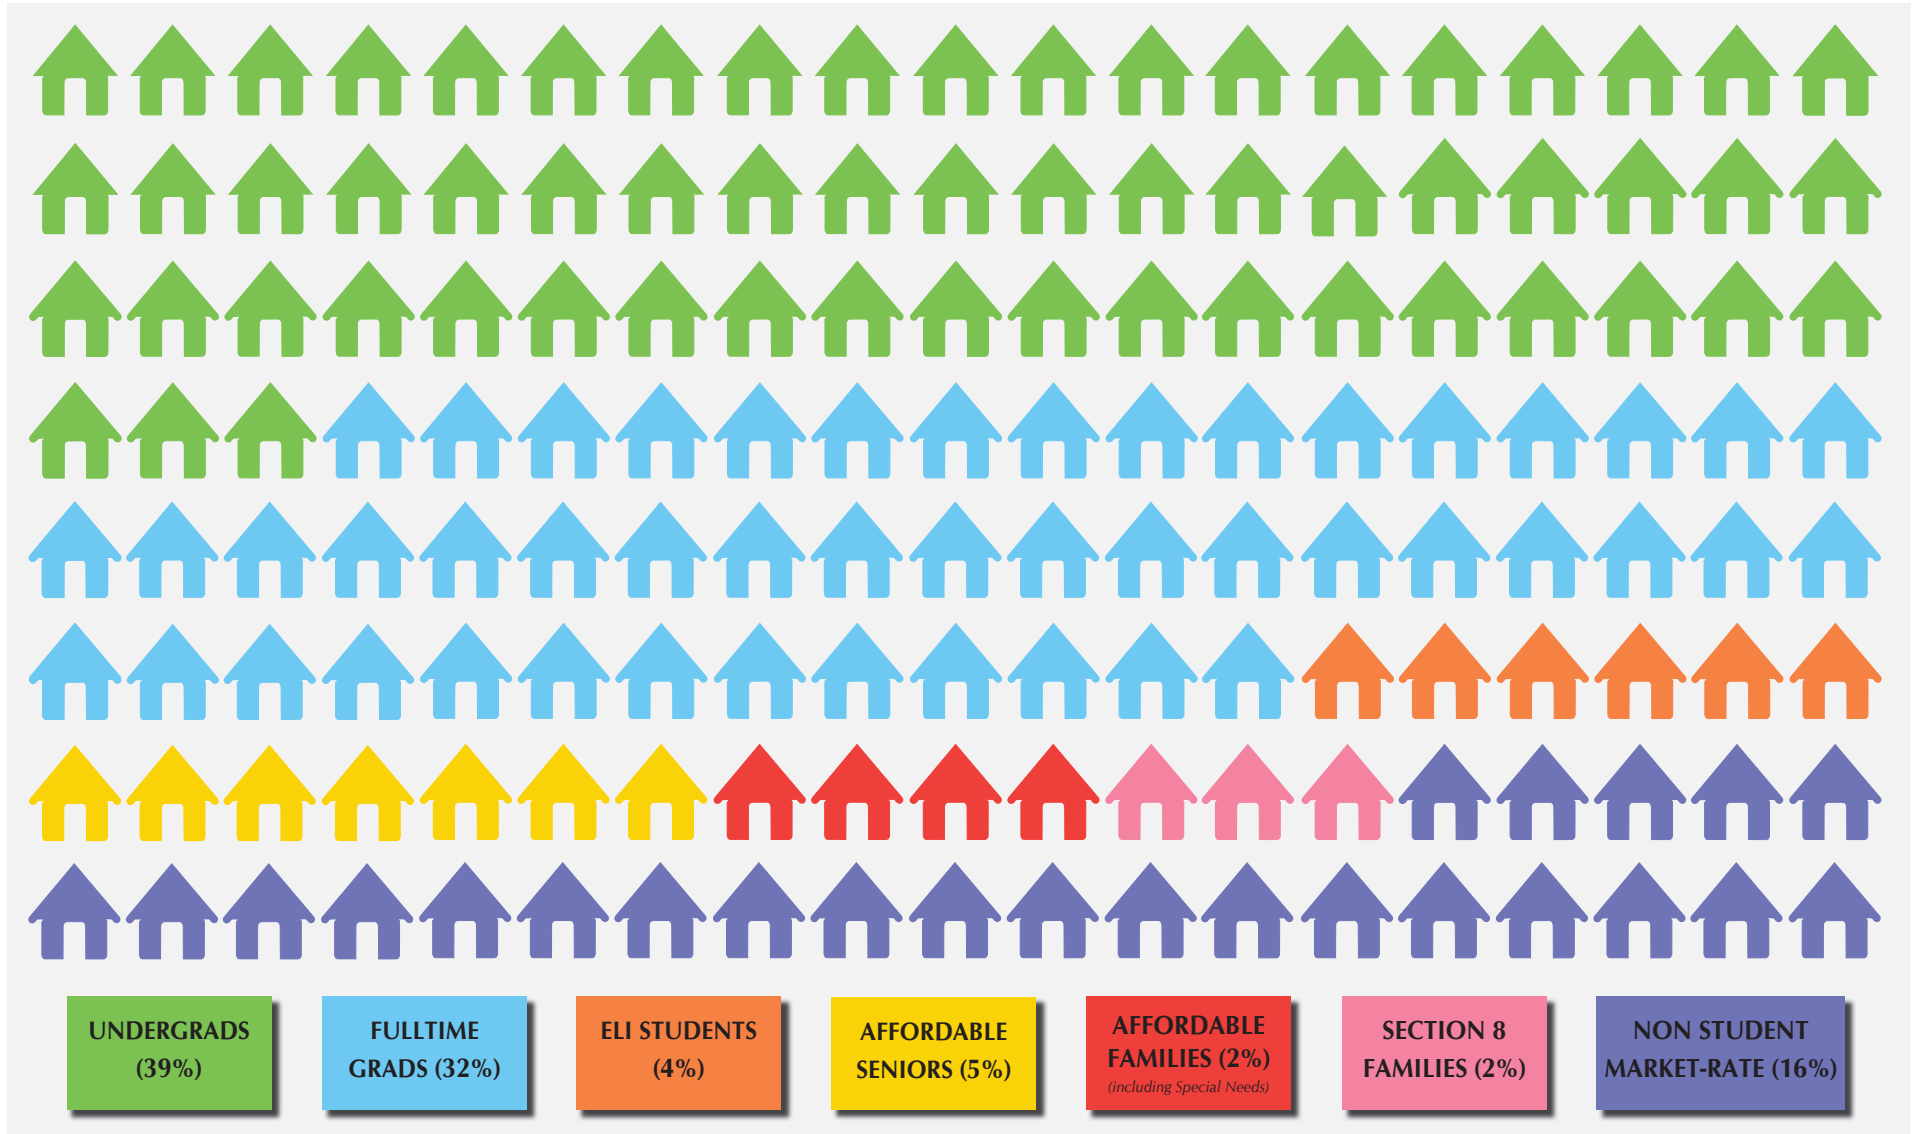 UNDERGRADS
(39%)
FULLTIME
GRADS (32%)
ELI STUDENTS
(4%)
AFFORDABLE
SENIORS (5%)
AFFORDABLE
FAMILIES (2%)
(including Special Needs)
SECTION 8
FAMILIES (2%)
NON STUDENT
MARKET-RATE (16%)